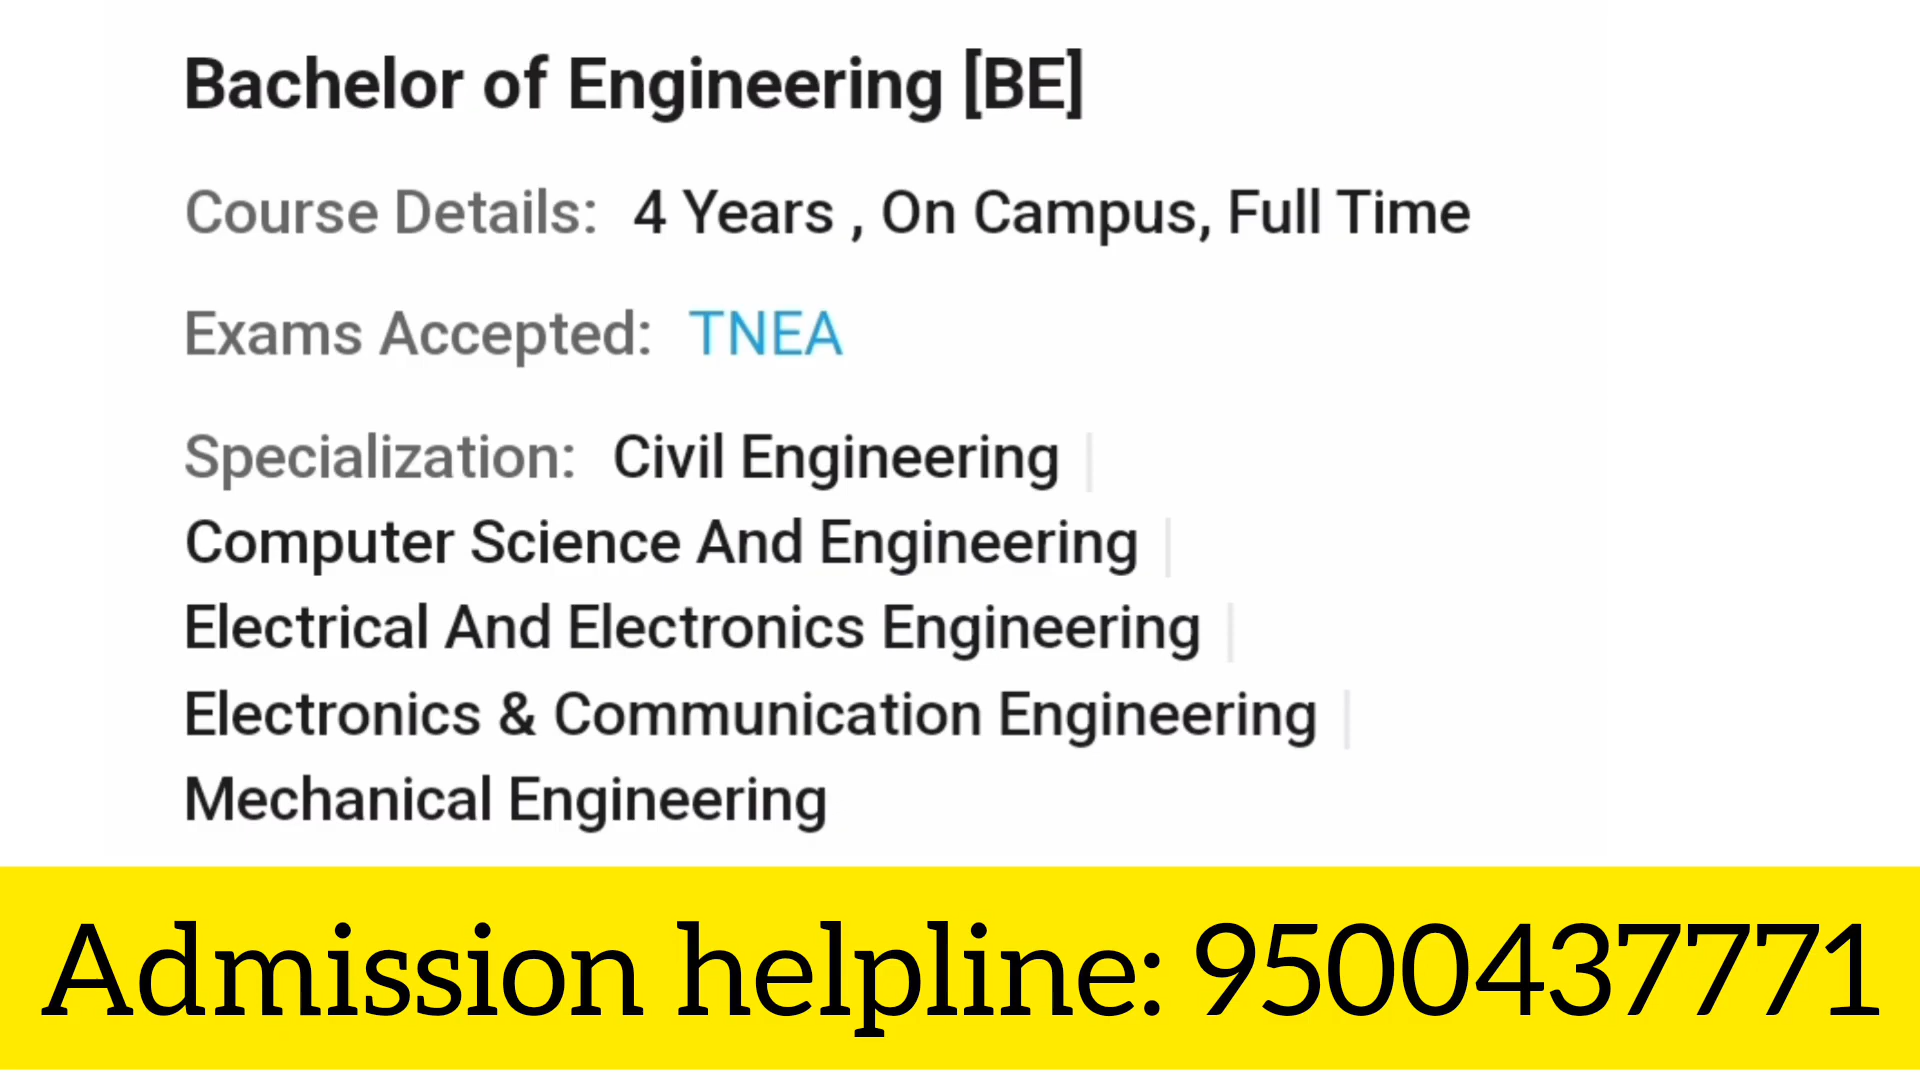 Bachelor of Engineering [BE]
Course Details: 4 Years , On Campus, Full Time
Exams Accepted: TNEA
Specialization: Civil Engineering |
Computer Science And Engineering |
Electrical And Electronics Engineering |
Electronics & Communication Engineering |
Mechanical Engineering
Admission helpline: 9500437771